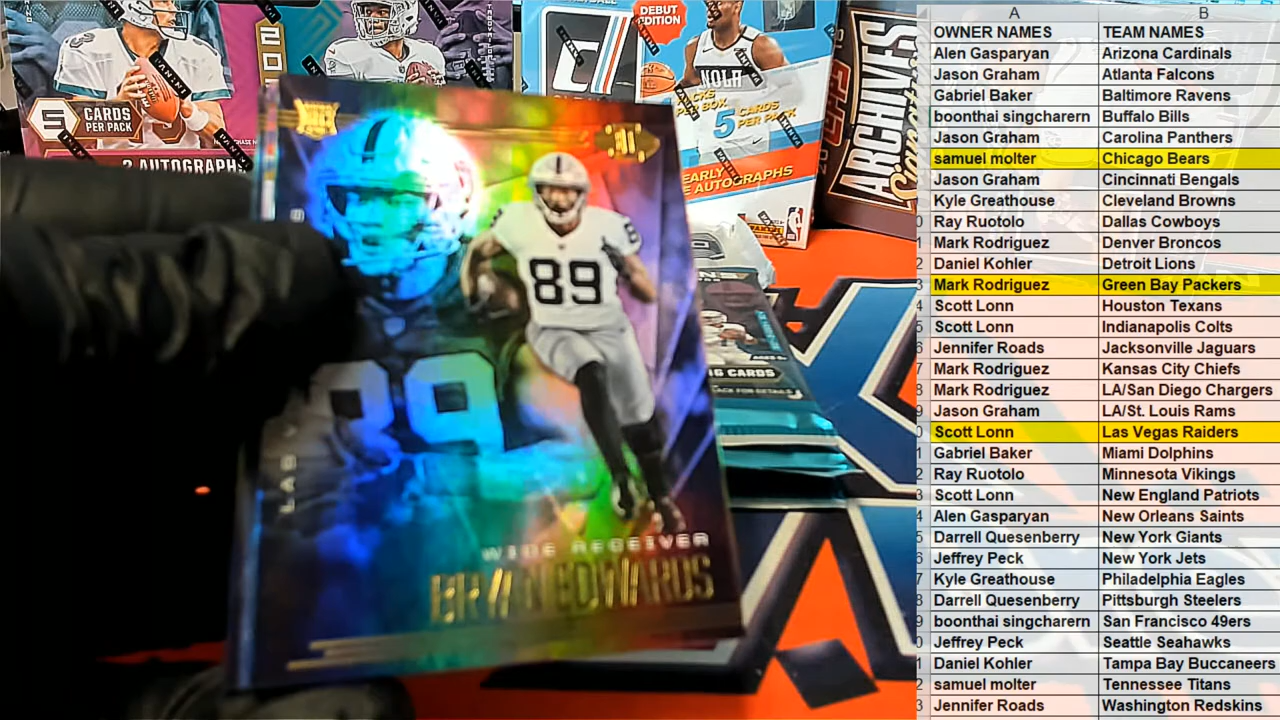 5 CARDS
PER PACK
2 AUTOGRAPHS
PANINI
DEBUT
EDITION
NOLA
5 CARDS
PER PACK
AUTOGRAPHS
ARCHIVES
89
89
WIDE RECEIVER
BRYAN EDWARDS
CARDS
A B
OWNER NAMES TEAM NAMES
Alen Gasparyan Arizona Cardinals
Jason Graham Atlanta Falcons
Gabriel Baker Baltimore Ravens
boonthai singcharern Buffalo Bills
Jason Graham Carolina Panthers
samuel molter Chicago Bears
Jason Graham Cincinnati Bengals
Kyle Greathouse Cleveland Browns
Ray Ruotolo Dallas Cowboys
Mark Rodriguez Denver Broncos
Daniel Kohler Detroit Lions
Mark Rodriguez Green Bay Packers
Scott Lonn Houston Texans
Scott Lonn Indianapolis Colts
Jennifer Roads Jacksonville Jaguars
Mark Rodriguez Kansas City Chiefs
Mark Rodriguez LA/San Diego Chargers
Jason Graham LA/St. Louis Rams
Scott Lonn Las Vegas Raiders
Gabriel Baker Miami Dolphins
Ray Ruotolo Minnesota Vikings
Scott Lonn New England Patriots
Alen Gasparyan New Orleans Saints
Darrell Quesenberry New York Giants
Jeffrey Peck New York Jets
Kyle Greathouse Philadelphia Eagles
Darrell Quesenberry Pittsburgh Steelers
boonthai singcharern San Francisco 49ers
Jeffrey Peck Seattle Seahawks
Daniel Kohler Tampa Bay Buccaneers
samuel molter Tennessee Titans
Jennifer Roads Washington Redskins